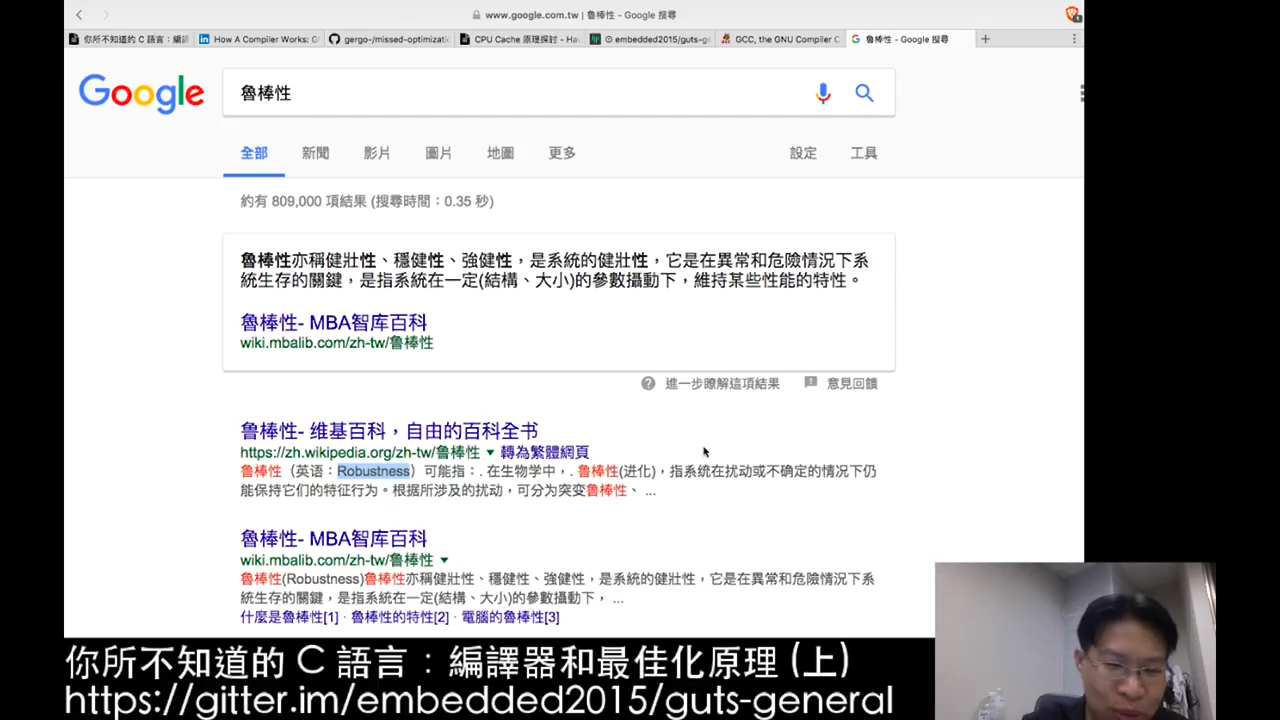 www.google.com.tw | 魯棒性 - Google 搜尋
你所不知道的 C 語言：編譯
How A Compiler Works: G
gergo-/missed-optimizatic
CPU Cache 原理探討 - Ha
embedded2015/guts-ge
GCC, the GNU Compiler C
魯棒性 - Google 搜尋
Google
魯棒性
全部 新聞 影片 圖片 地圖 更多 設定 工具
約有 809,000 項結果 (搜尋時間：0.35 秒)
魯棒性亦稱健壯性、穩健性、強健性，是系統的健壯性，它是在異常和危險情況下系
統生存的關鍵，是指系統在一定(結構、大小)的參數攝動下，維持某些性能的特性。
魯棒性- MBA智库百科
wiki.mbalib.com/zh-tw/魯棒性
進一步瞭解這項結果 意見回饋
魯棒性- 维基百科，自由的百科全书
https://zh.wikipedia.org/zh-tw/魯棒性 轉為繁體網頁
魯棒性（英语：Robustness）可能指：. 在生物学中，. 魯棒性(进化)，指系统在扰动或不确定的情况下仍
能保持它们的特征行为。根据所涉及的扰动，可分为突变魯棒性、 ...
魯棒性- MBA智库百科
wiki.mbalib.com/zh-tw/魯棒性
魯棒性(Robustness)魯棒性亦稱健壯性、穩健性、強健性，是系統的健壯性，它是在異常和危險情況下系
統生存的關鍵，是指系統在一定(結構、大小)的參數攝動下， ...
什麼是魯棒性[1] · 魯棒性的特性[2] · 電腦的魯棒性[3]
你所不知道的 C 語言：編譯器和最佳化原理 (上)
https://gitter.im/embedded2015/guts-general